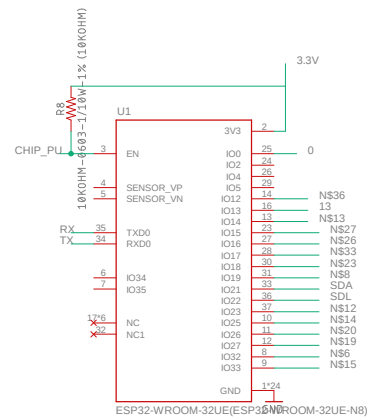 3.3V
R8
10KOHM-0603-1/10W-1% (10KOHM)
U1
CHIP_PU
3 EN
4 SENSOR_VP
5 SENSOR_VN
RX 35 TXD0
TX 34 RXD0
6 IO34
7 IO35
17*6 NC
32 NC1
3V3 2
IO0 25 0
IO2 24
IO4 26
IO5 29
IO12 14 N$36
IO13 16 13
IO14 13 N$13
IO15 23 N$27
IO16 27 N$26
IO17 28 N$33
IO18 30 N$23
IO19 31 N$8
IO21 33 SDA
IO22 36 SDL
IO23 37 N$12
IO25 10 N$14
IO26 11 N$20
IO27 12 N$19
IO32 8 N$6
IO33 9 N$15
GND 1*24
GND
ESP32-WROOM-32UE(ESP32-WROOM-32UE-N8)